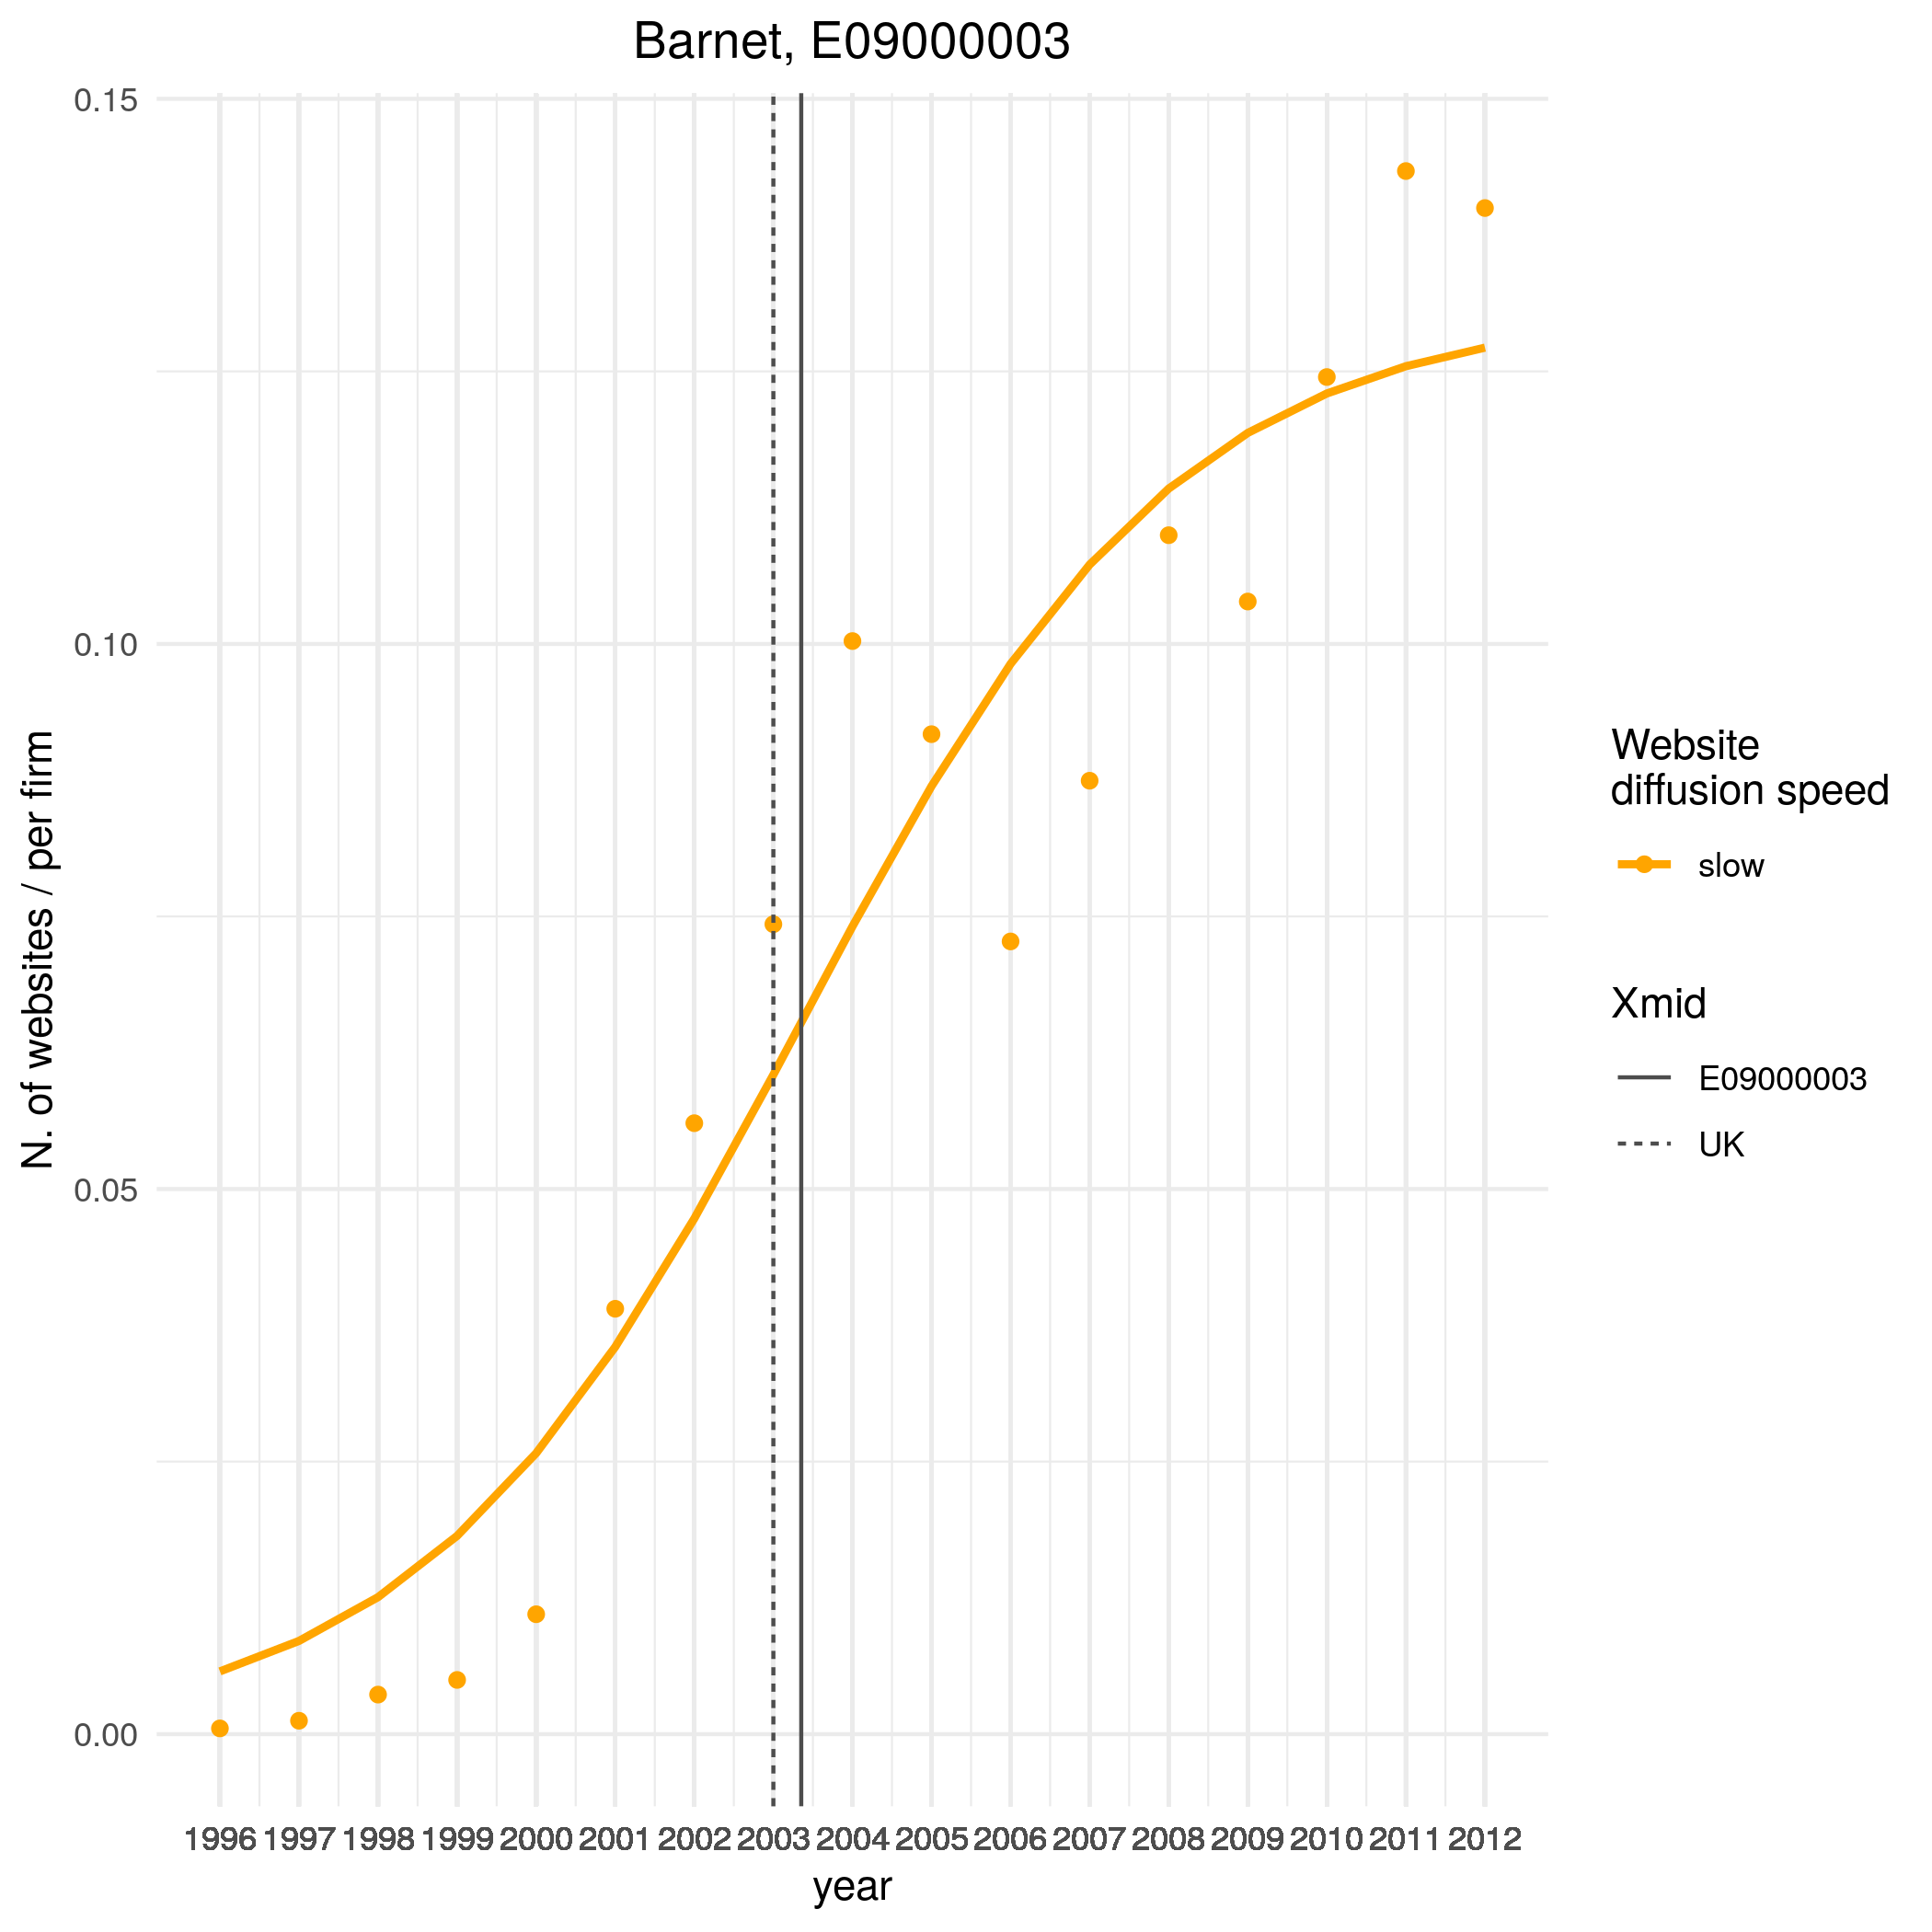 Barnet, E09000003
0.15
0.10
0.05
0.00
N. of websites / per firm
1996 1997 1998 1999 2000 2001 2002 2003 2004 2005 2006 2007 2008 2009 2010 2011 2012
year
Website
diffusion speed
slow
Xmid
E09000003
UK